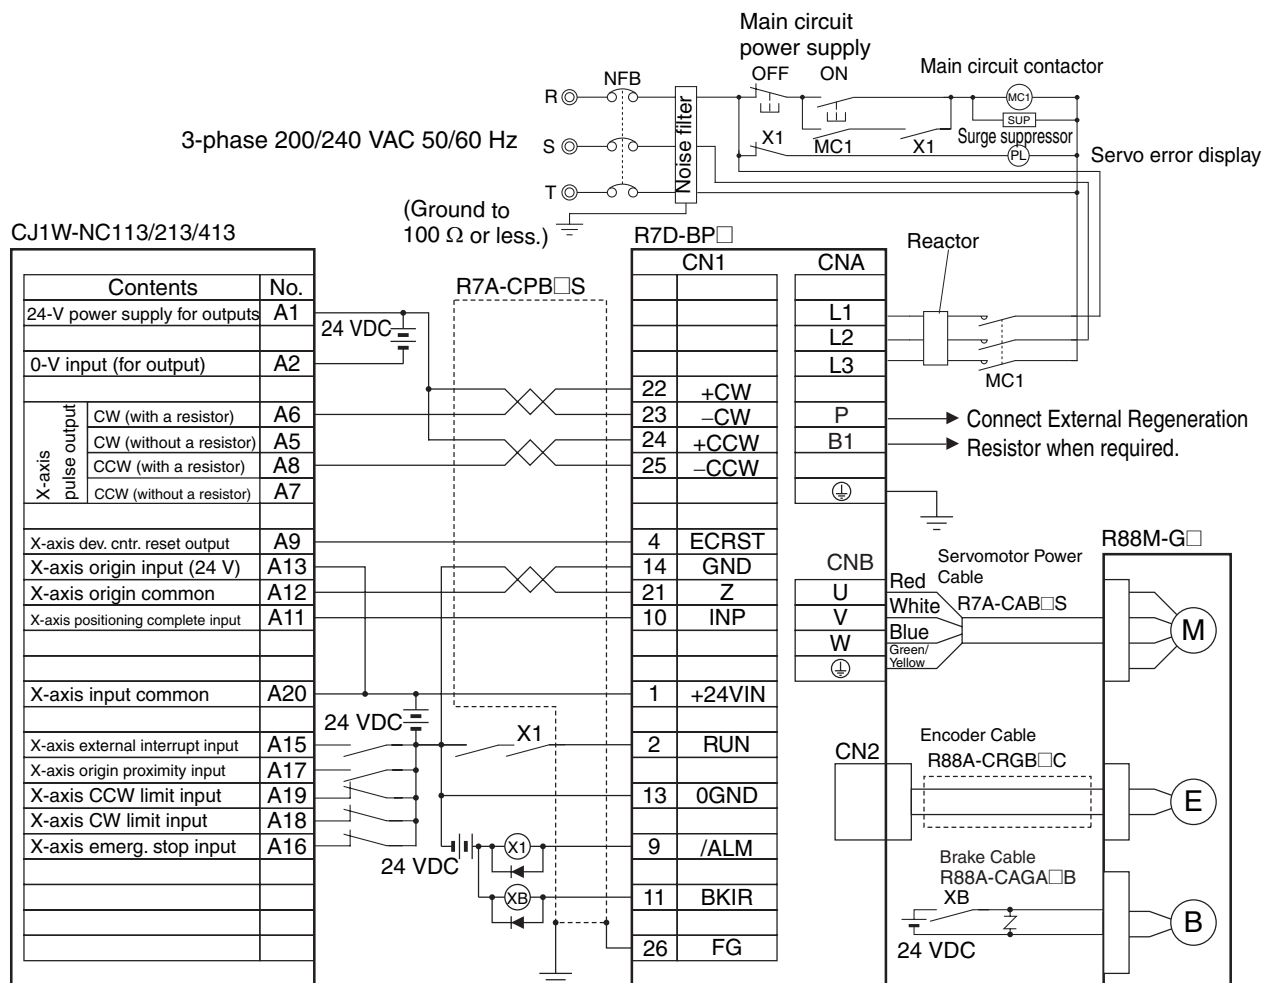 Main circuit
power supply
OFF ON
Main circuit contactor
NFB
R
MC1
SUP
Surge suppressor
3-phase 200/240 VAC 50/60 Hz
S
Noise filter
X1
MC1
X1
PL
Servo error display
T
(Ground to
100 Ω or less.)
CJ1W-NC113/213/413
R7D-BP□
Reactor
CN1
CNA
Contents No.
R7A-CPB□S
24-V power supply for outputs A1
24 VDC
L1
L2
0-V input (for output) A2
L3
MC1
22 +CW
X-axis
pulse output
CW (with a resistor) A6
23 −CW
P
Connect External Regeneration
CW (without a resistor) A5
24 +CCW
B1
Resistor when required.
CCW (with a resistor) A8
25 −CCW
CCW (without a resistor) A7
X-axis dev. cntr. reset output A9
4 ECRST
R88M-G□
X-axis origin input (24 V) A13
14 GND
CNB
Servomotor Power
Cable
X-axis origin common A12
21 Z
U
Red
R7A-CAB□S
X-axis positioning complete input A11
10 INP
V
White
W
Blue
Green/
Yellow
M
X-axis input common A20
1 +24VIN
24 VDC
X-axis external interrupt input A15
X1
2 RUN
CN2
Encoder Cable
R88A-CRGB□C
X-axis origin proximity input A17
X-axis CCW limit input A19
13 0GND
E
X-axis CW limit input A18
X-axis emerg. stop input A16
24 VDC
X1
9 /ALM
Brake Cable
R88A-CAGA□B
XB
11 BKIR
XB
B
24 VDC
26 FG